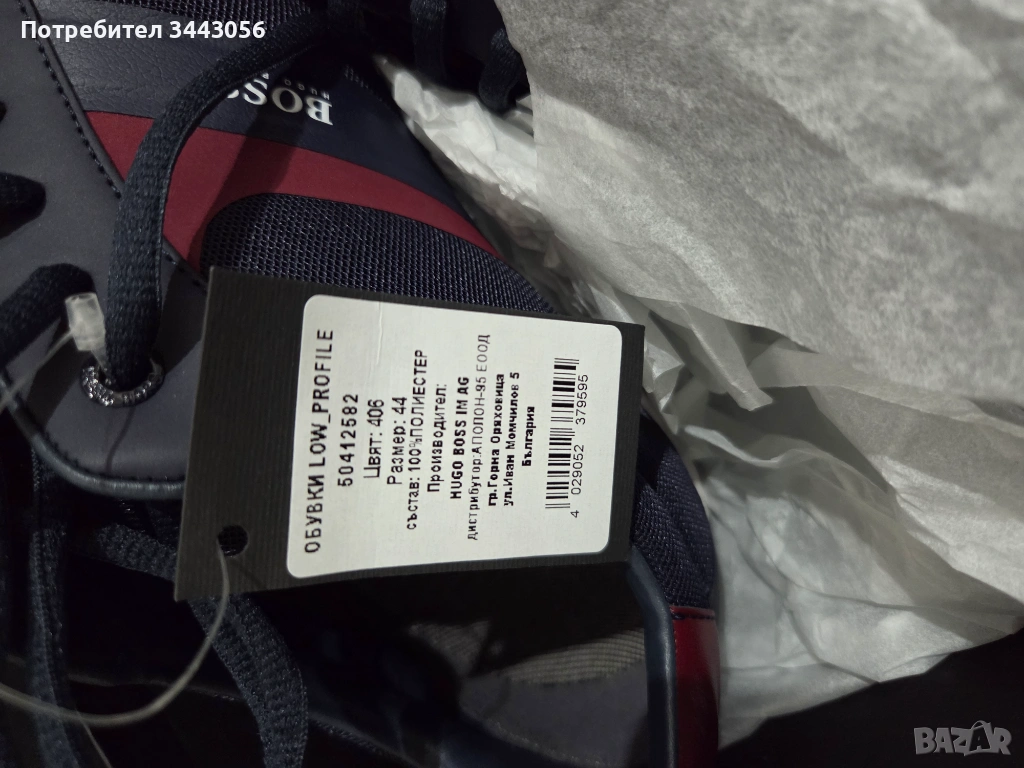 Потребител 3443056
BOSS
ОБУВКИ LOW_PROFILE
50412582
Цвят: 406
Размер: 44
състав: 100%ПОЛИЕСТЕР
Производител:
HUGO BOSS IM AG
дистрибутор:АПОЛОН-95 ЕООД
гр.Горна Оряховица
ул.Иван Момчилов 5
България
4 029052 379595
BAZAR